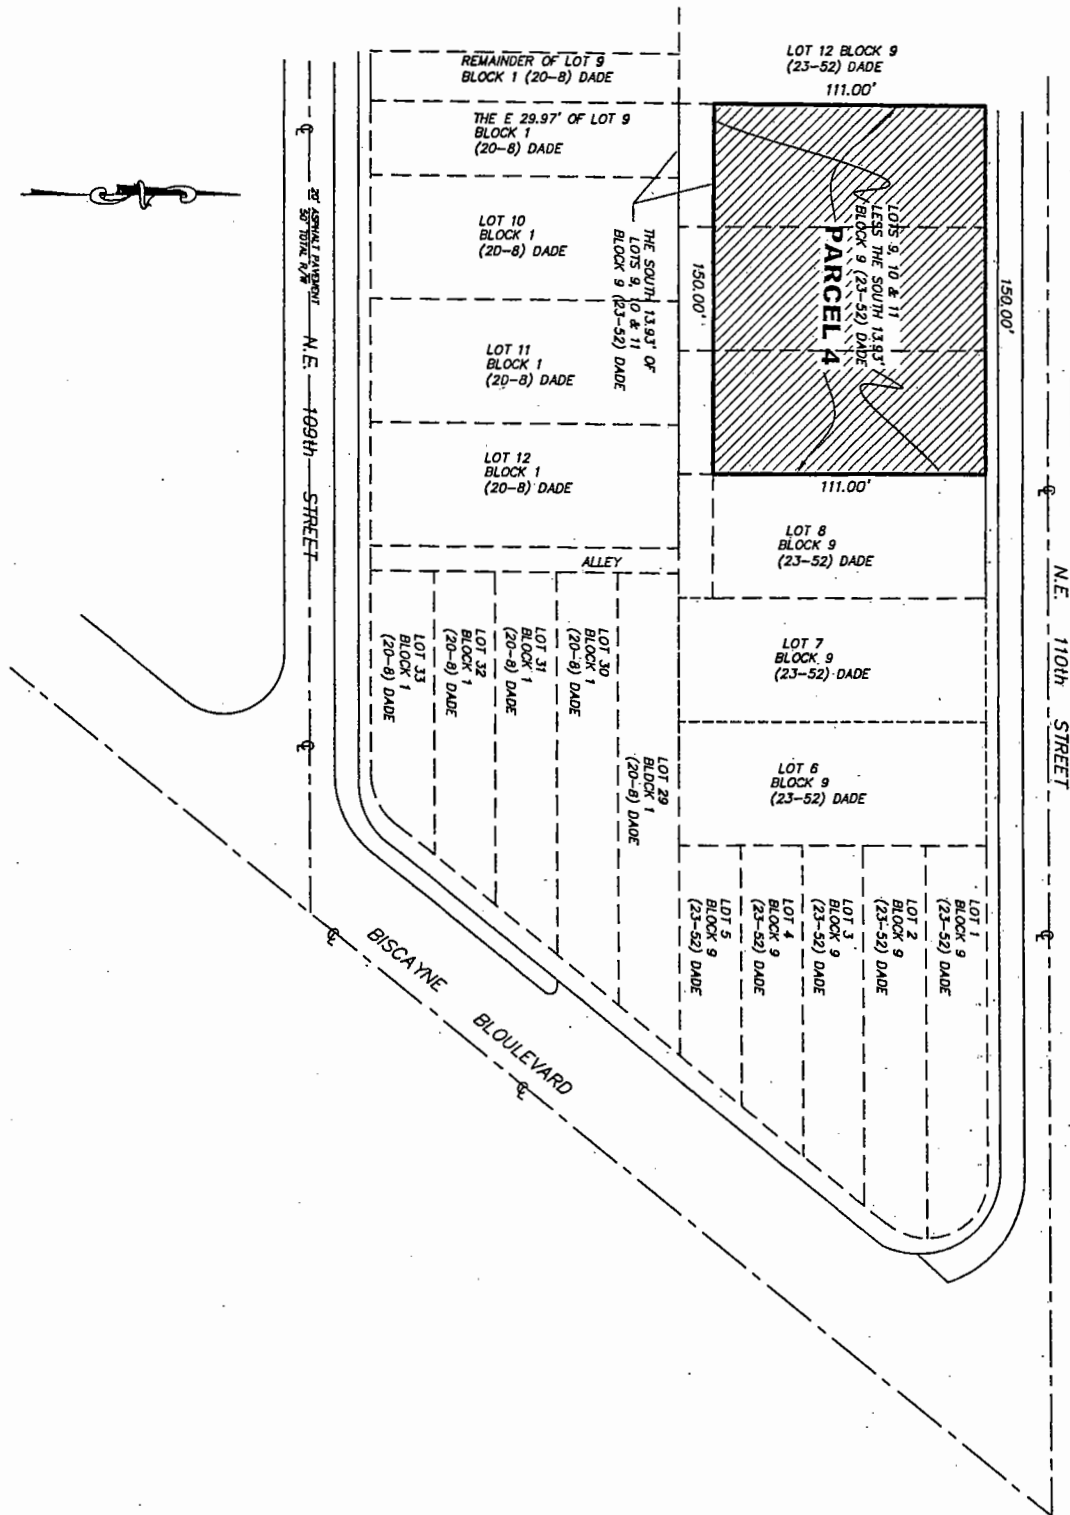 LOT 12 BLOCK 9
(23-52) DADE
111.00'
REMAINDER OF LOT 9
BLOCK 1 (20-8) DADE
THE E 29.97' OF LOT 9
BLOCK 1
(20-8) DADE
LOT 10
BLOCK 1
(20-8) DADE
LOT 11
BLOCK 1
(20-8) DADE
LOT 12
BLOCK 1
(20-8) DADE
THE SOUTH 13.93' OF
LOTS 9, 10 & 11
BLOCK 9 (23-52) DADE
150.00'
LOTS 9, 10 & 11
LESS THE SOUTH 13.93'
BLOCK 9 (23-52) DADE
PARCEL 4
150.00'
111.00'
20' ASPHALT PAVEMENT
50' TOTAL R/W
N.E. 109th STREET
N.E. 110th STREET
LOT 8
BLOCK 9
(23-52) DADE
ALLEY
LOT 7
BLOCK 9
(23-52) DADE
LOT 6
BLOCK 9
(23-52) DADE
LOT 33
BLOCK 1
(20-8) DADE
LOT 32
BLOCK 1
(20-8) DADE
LOT 31
BLOCK 1
(20-8) DADE
LOT 30
BLOCK 1
(20-8) DADE
LOT 29
BLOCK 1
(20-8) DADE
LOT 5
BLOCK 9
(23-52) DADE
LOT 4
BLOCK 9
(23-52) DADE
LOT 3
BLOCK 9
(23-52) DADE
LOT 2
BLOCK 9
(23-52) DADE
LOT 1
BLOCK 9
(23-52) DADE
BISCAYNE BLOULEVARD